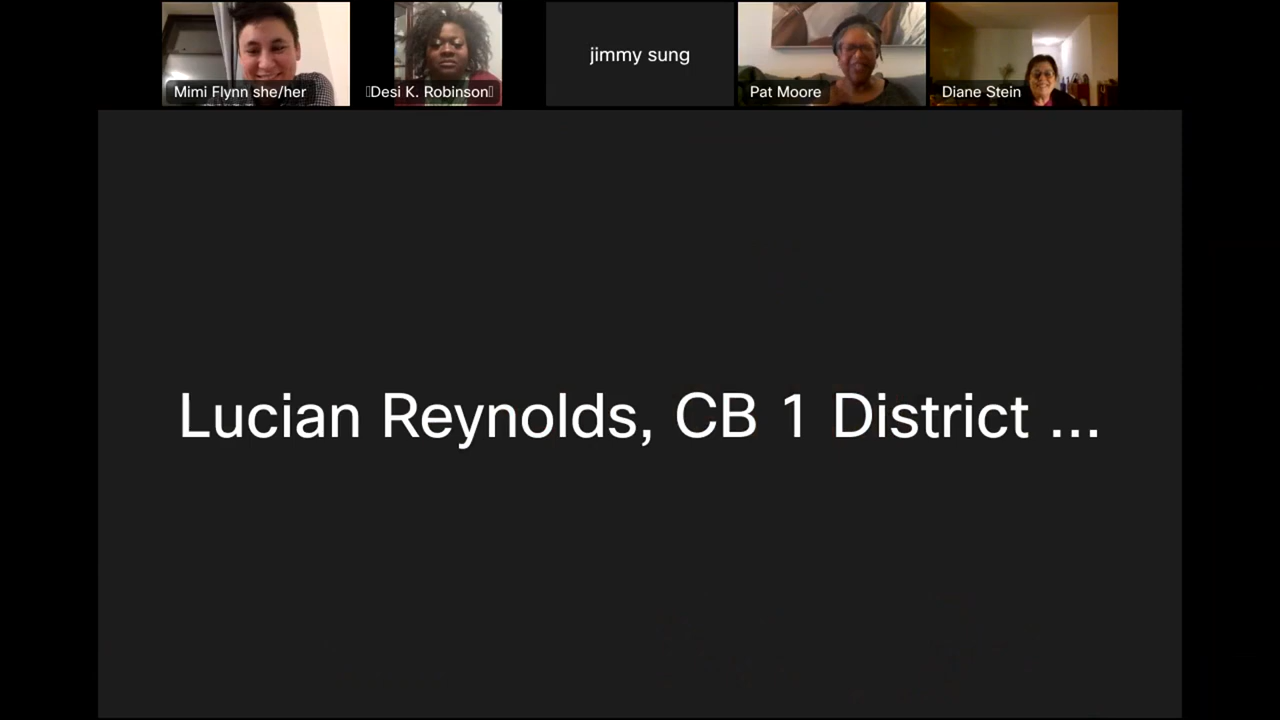 Mimi Flynn she/her
▯Desi K. Robinson▯
jimmy sung
Pat Moore
Diane Stein
Lucian Reynolds, CB 1 District ...